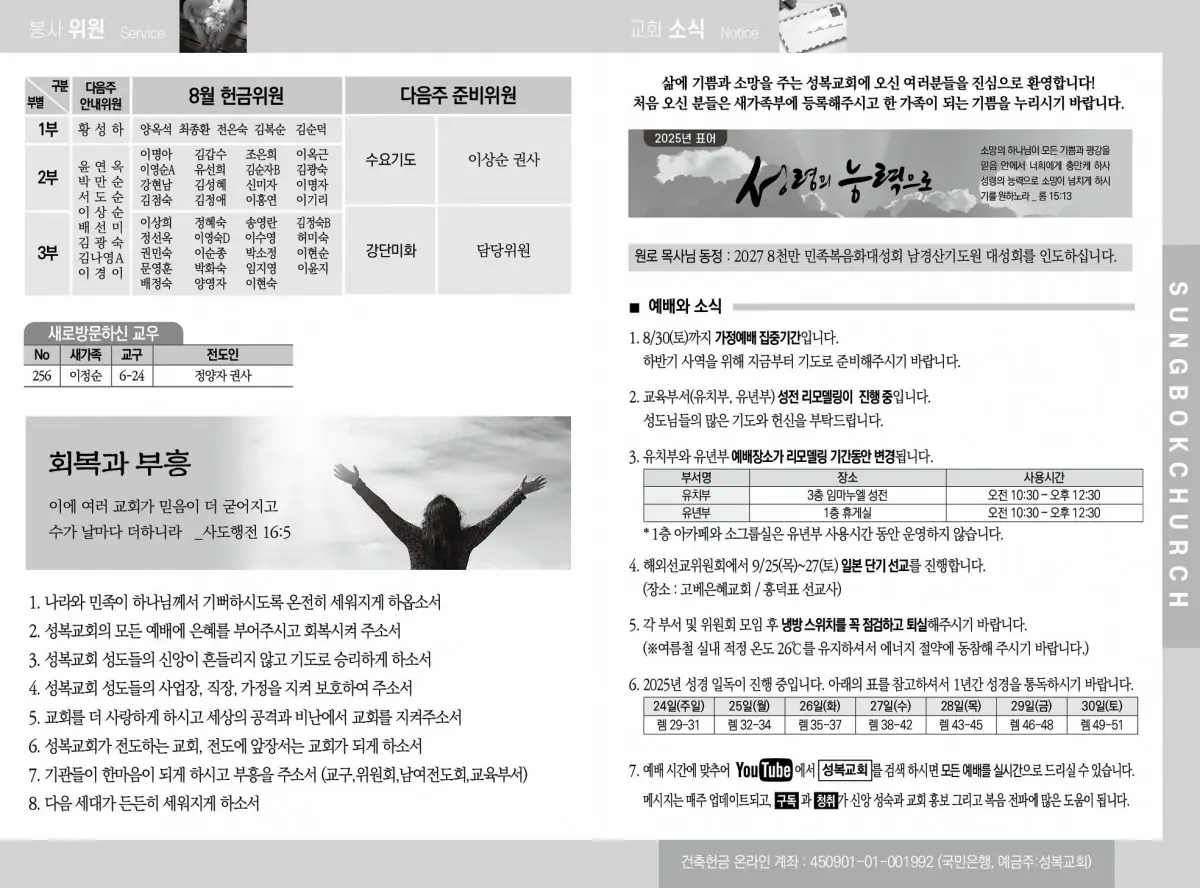 봉사 위원 Service
구분
부별
다음주 안내위원
8월 헌금위원
다음주 준비위원
1부
황성하
양옥석 최종환 전은숙 김복순 김순덕
수요기도
이상순 권사
2부
윤연옥
박만순
서도순
이상순
배선미
김광숙
김나영A
이경이
이명아 김갑수 조은희 이옥근
이영순A 유선희 김순자B 김광숙
강현남 김성혜 신미자 이명자
김점숙 김정애 이홍연 이기리
3부
이상희 정혜숙 송영란 김정숙B
정선옥 이영숙D 이수영 허미숙
권민숙 이순종 박소정 이현순
문영훈 박화숙 임지영 이윤지
배정숙 양영자 이현숙
강단미화
담당위원
새로방문하신 교우
No 새가족 교구 전도인
256 이정순 6-24 정양자 권사
회복과 부흥
이에 여러 교회가 믿음이 더 굳어지고
수가 날마다 더하니라 _사도행전 16:5
1. 나라와 민족이 하나님께서 기뻐하시도록 온전히 세워지게 하옵소서
2. 성복교회의 모든 예배에 은혜를 부어주시고 회복시켜 주소서
3. 성복교회 성도들의 신앙이 흔들리지 않고 기도로 승리하게 하소서
4. 성복교회 성도들의 사업장, 직장, 가정을 지켜 보호하여 주소서
5. 교회를 더 사랑하게 하시고 세상의 공격과 비난에서 교회를 지켜주소서
6. 성복교회가 전도하는 교회, 전도에 앞장서는 교회가 되게 하소서
7. 기관들이 한마음이 되게 하시고 부흥을 주소서 (교구,위원회,남여전도회,교육부서)
8. 다음 세대가 든든히 세워지게 하소서
교회 소식 Notice
삶에 기쁨과 소망을 주는 성복교회에 오신 여러분들을 진심으로 환영합니다!
처음 오신 분들은 새가족부에 등록해주시고 한 가족이 되는 기쁨을 누리시기 바랍니다.
2025년 표어
성령의 능력으로
소망의 하나님이 모든 기쁨과 평강을
믿음 안에서 너희에게 충만케 하사
성령의 능력으로 소망이 넘치게 하시
기를 원하노라 _ 롬 15:13
원로 목사님 동정 : 2027 8천만 민족복음화대성회 남경산기도원 대성회를 인도하십니다.
■ 예배와 소식
1. 8/30(토)까지 가정예배 집중기간입니다.
하반기 사역을 위해 지금부터 기도로 준비해주시기 바랍니다.
2. 교육부서(유치부, 유년부) 성전 리모델링이 진행 중입니다.
성도님들의 많은 기도와 헌신을 부탁드립니다.
3. 유치부와 유년부 예배장소가 리모델링 기간동안 변경됩니다.
부서명 장소 사용시간
유치부 3층 임마누엘 성전 오전 10:30 – 오후 12:30
유년부 1층 휴게실 오전 10:30 – 오후 12:30
* 1층 아카페와 소그룹실은 유년부 사용시간 동안 운영하지 않습니다.
4. 해외선교위원회에서 9/25(목)~27(토) 일본 단기 선교를 진행합니다.
(장소 : 고베은혜교회 / 홍덕표 선교사)
5. 각 부서 및 위원회 모임 후 냉방 스위치를 꼭 점검하고 퇴실해주시기 바랍니다.
(※여름철 실내 적정 온도 26℃를 유지하셔서 에너지 절약에 동참해 주시기 바랍니다.)
6. 2025년 성경 일독이 진행 중입니다. 아래의 표를 참고하셔서 1년간 성경을 통독하시기 바랍니다.
24일(주일) 25일(월) 26일(화) 27일(수) 28일(목) 29일(금) 30일(토)
렘 29-31 렘 32-34 렘 35-37 렘 38-42 렘 43-45 렘 46-48 렘 49-51
7. 예배 시간에 맞추어 YouTube 에서 성복교회를 검색 하시면 모든 예배를 실시간으로 드리실 수 있습니다.
메시지는 매주 업데이트되고, 구독 과 청취가 신앙 성숙과 교회 홍보 그리고 복음 전파에 많은 도움이 됩니다.
SUNGBOKCHURCH
건축헌금 온라인 계좌 : 450901-01-001992 (국민은행, 예금주:성복교회)